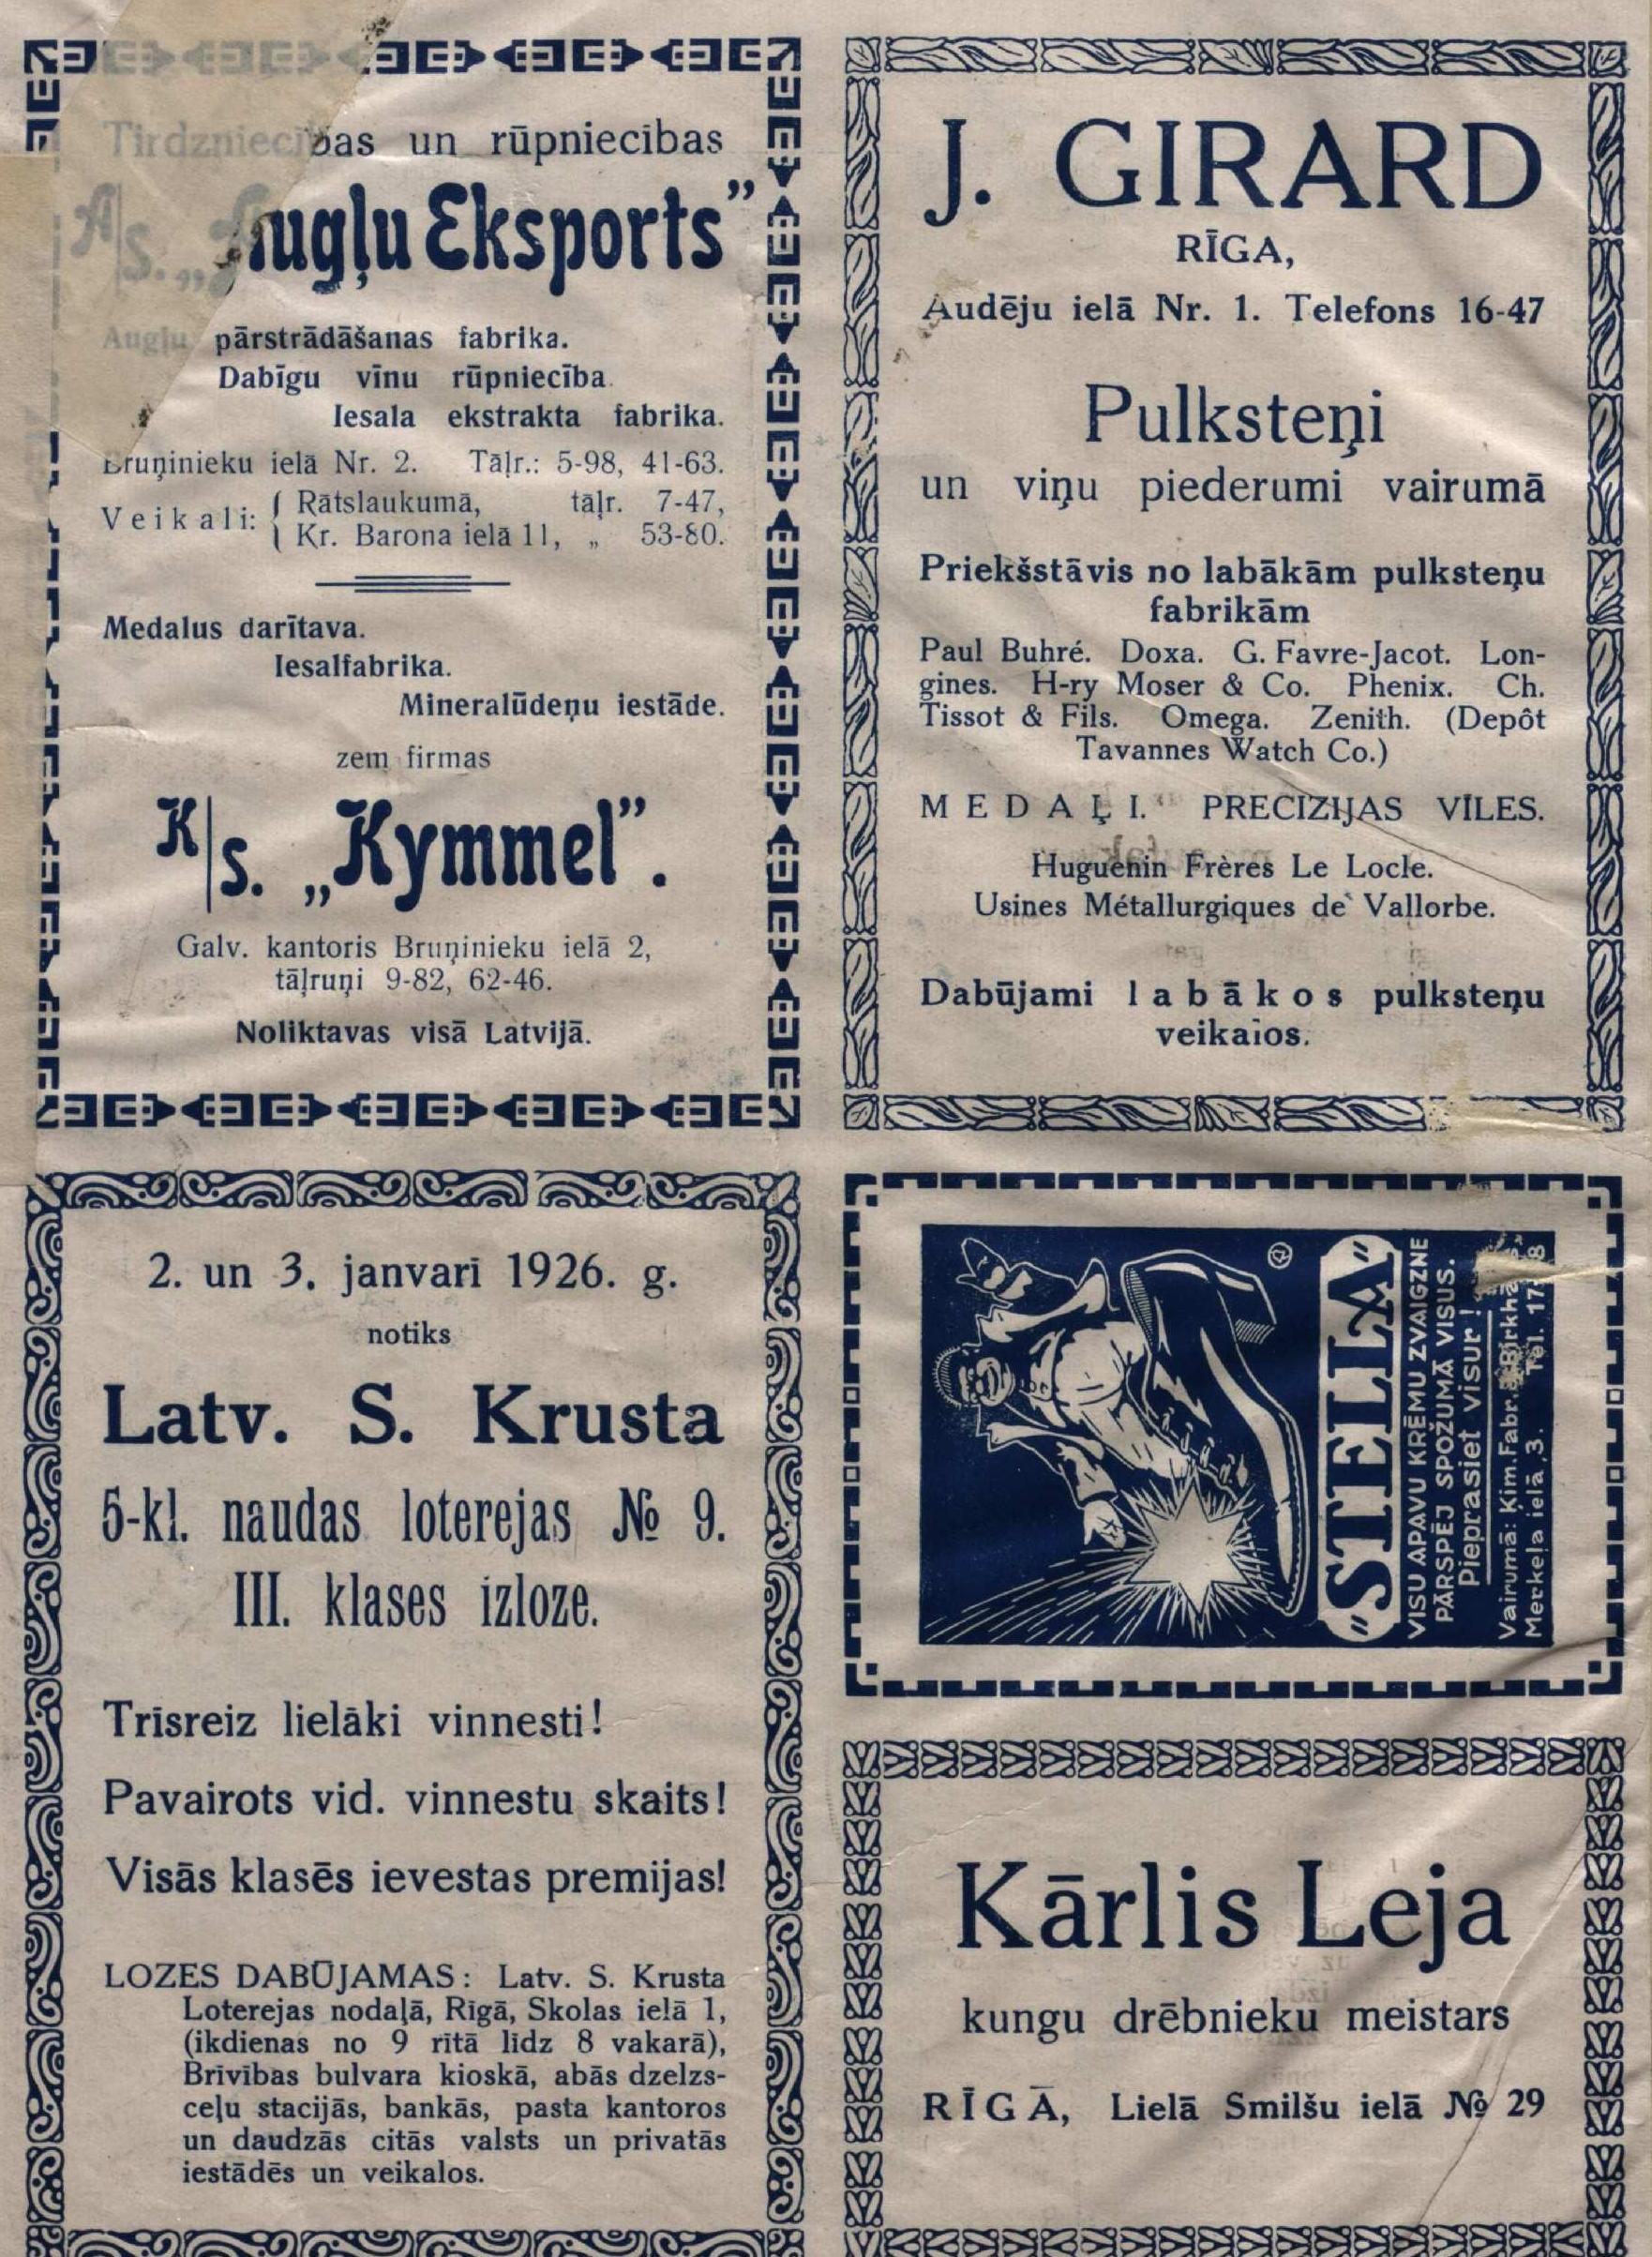 Tirdzniecības un rūpniecības
A/S. „Augļu Eksports”
Augļu pārstrādāšanas fabrika.
Dabīgu vīnu rūpniecība.
Iesala ekstrakta fabrika.
Bruņinieku ielā Nr. 2. Tāļr.: 5-98, 41-63.
Veikali: { Rātslaukumā, tāļr. 7-47,
Kr. Barona ielā 11, „ 53-80.
Medalus darītava.
Iesalfabrika.
Mineralūdeņu iestāde.
zem firmas
K/S. „Kymmel”.
Galv. kantoris Bruņinieku ielā 2,
tāļruņi 9-82, 62-46.
Noliktavas visā Latvijā.
J. GIRARD
RĪGA,
Audēju ielā Nr. 1. Telefons 16-47
Pulksteņi
un viņu piederumi vairumā
Priekšstāvis no labākām pulksteņu
fabrikām
Paul Buhré. Doxa. G. Favre-Jacot. Lon-
gines. H-ry Moser & Co. Phenix. Ch.
Tissot & Fils. Omega. Zenith. (Depôt
Tavannes Watch Co.)
MEDAĻI. PRECIZIJAS VĪLES.
Huguenin Frères Le Locle.
Usines Métallurgiques de Vallorbe.
Dabūjami labākos pulksteņu
veikalos.
2. un 3. janvarī 1926. g.
notiks
Latv. S. Krusta
5-kl. naudas loterejas № 9.
III. klases izloze.
Trīsreiz lielāki vinnesti!
Pavairots vid. vinnestu skaits!
Visās klasēs ievestas premijas!
LOZES DABŪJAMAS: Latv. S. Krusta
Loterejas nodaļā, Rīgā, Skolas ielā 1,
(ikdienas no 9 rītā līdz 8 vakarā),
Brīvības bulvara kioskā, abās dzelzs-
ceļu stacijās, bankās, pasta kantoros
un daudzās citās valsts un privatās
iestādēs un veikalos.
“STELLA”
VISU APAVU KRĒMU ZVAIGZNE
PĀRSPĒJ SPOŽUMĀ VISUS.
Pieprasiet visur!
Vairumā: Kim. Fabr.
Merķeļa ielā 3. Tel.
Kārlis Leja
kungu drēbnieku meistars
RĪGĀ, Lielā Smilšu ielā № 29